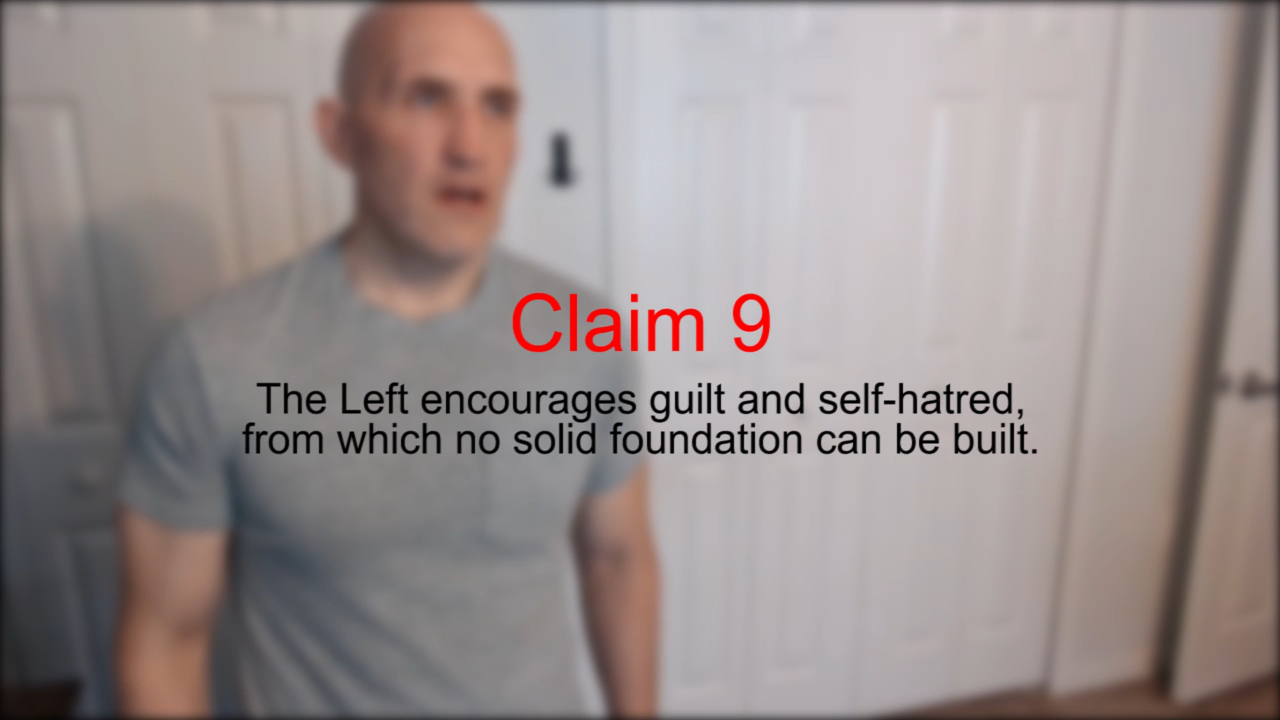 Claim 9
The Left encourages guilt and self-hatred,
from which no solid foundation can be built.